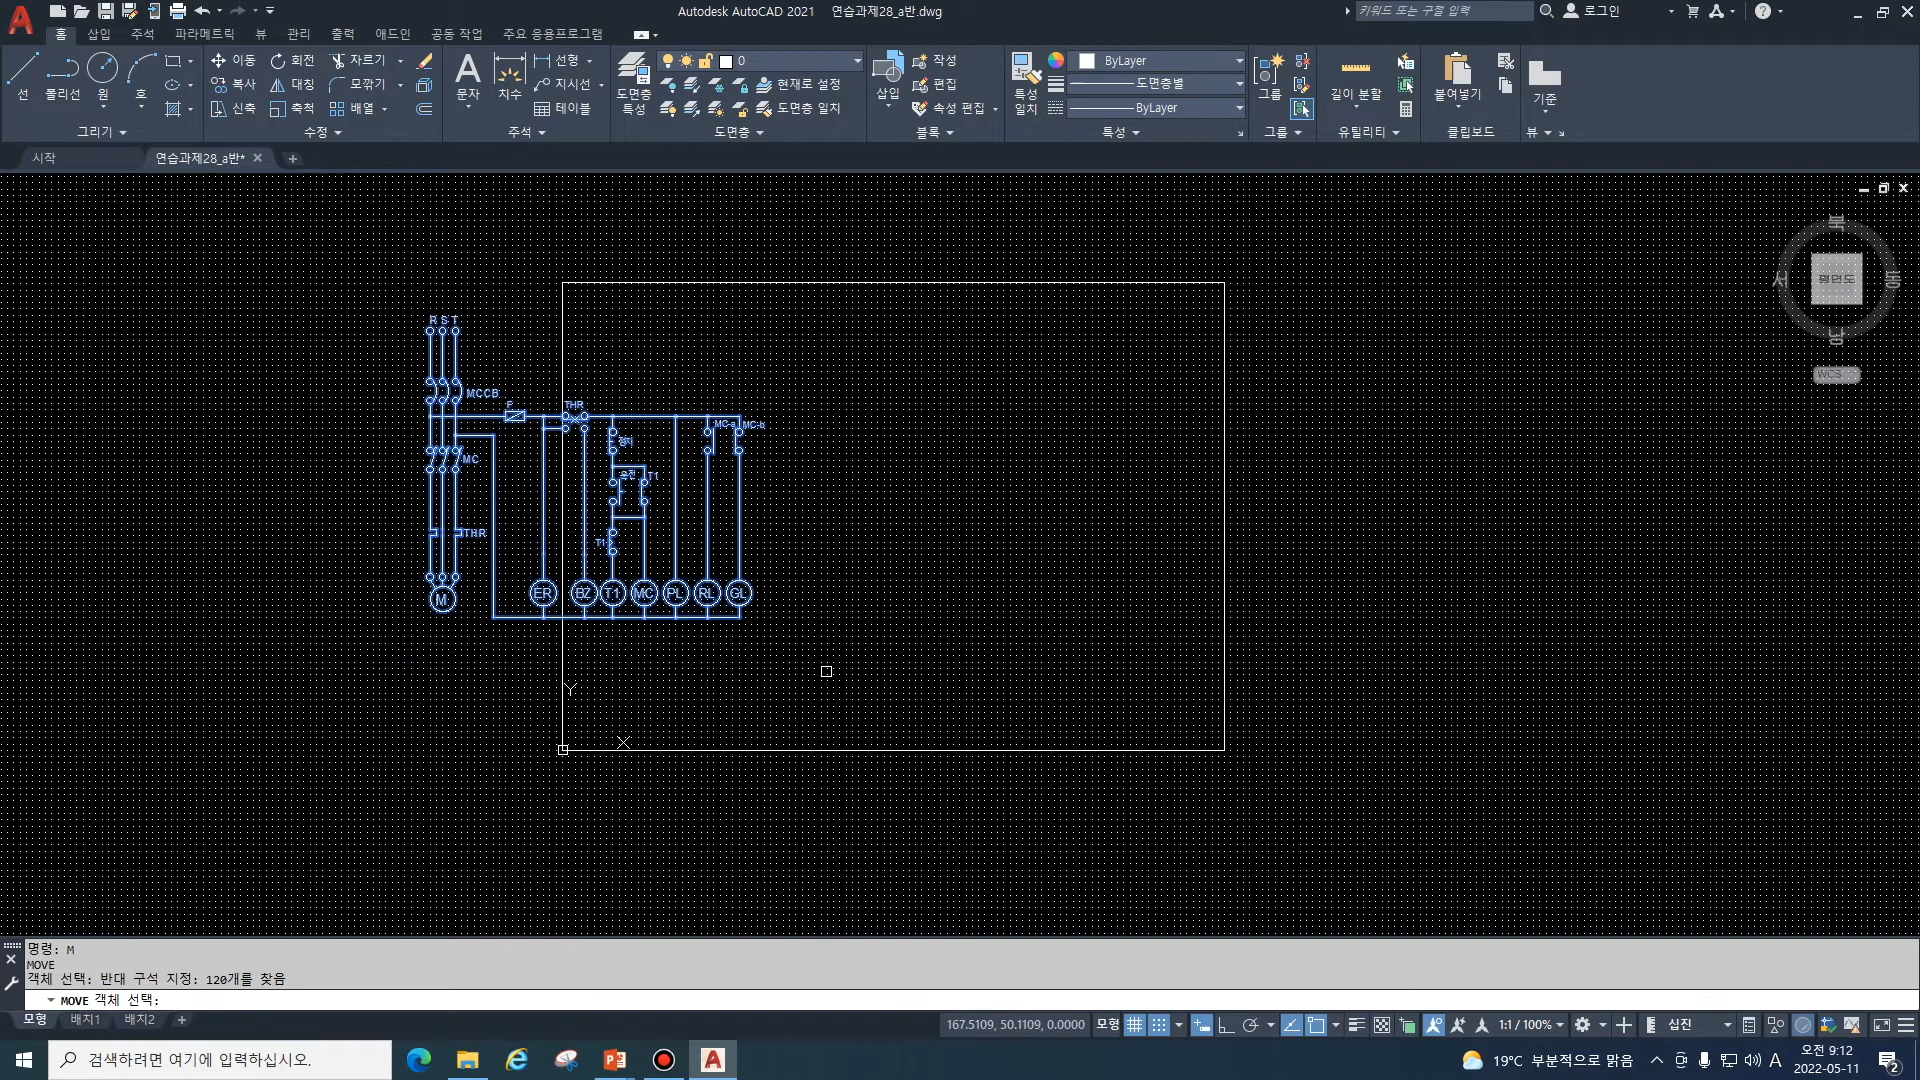 Autodesk AutoCAD 2021 연습과제28_a반.dwg
키워드 또는 구절 입력
로그인
홈 삽입 주석 파라메트릭 뷰 관리 출력 애드인 공동 작업 주요 응용프로그램
선 폴리선 원 호
이동 회전 자르기
복사 대칭 모깎기
신축 축척 배열
문자 치수
선형
지시선
테이블
도면층
특성
0
현재로 설정
도면층 일치
삽입
작성
편집
속성 편집
특성
일치
ByLayer
도면층별
ByLayer
그룹
길이 분할
붙여넣기
기준
그리기 수정 주석 도면층 블록 특성 그룹 유틸리티 클립보드 뷰
시작 연습과제28_a반*
북
서 평면도 동
남
WCS
R S T
MCCB
F THR
MC-a MC-b
정지
MC
운전 T1
THR
T1
M ER BZ T1 MC PL RL GL
Y
X
명령: M
MOVE
객체 선택: 반대 구석 지정: 120개를 찾음
MOVE 객체 선택:
모형 배치1 배치2
167.5109, 50.1109, 0.0000 모형 1:1 / 100% 십진
검색하려면 여기에 입력하십시오.
19°C 부분적으로 맑음 A
오전 9:12
2022-05-11
2